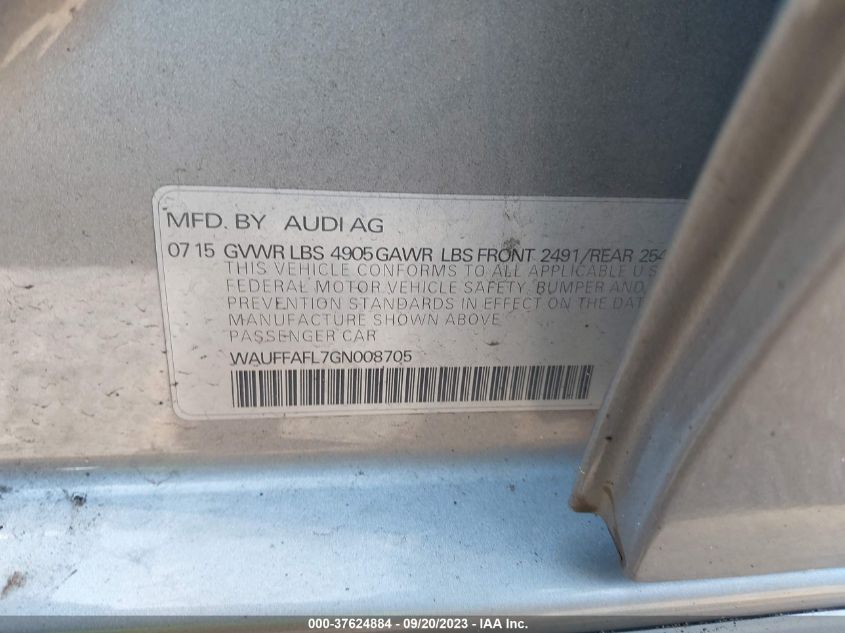 MFD. BY AUDI AG
07 15 GVWR LBS 4905 GAWR LBS FRONT 2491/REAR
THIS VEHICLE CONFORMS TO ALL APPLICABLE U S
FEDERAL MOTOR VEHICLE SAFETY, BUMPER AND
PREVENTION STANDARDS IN EFFECT ON THE DAT
MANUFACTURE SHOWN ABOVE
PASSENGER CAR
WAUFFAFL7GN008705
000-37624884 / 09/20/2023 - IAA Inc.